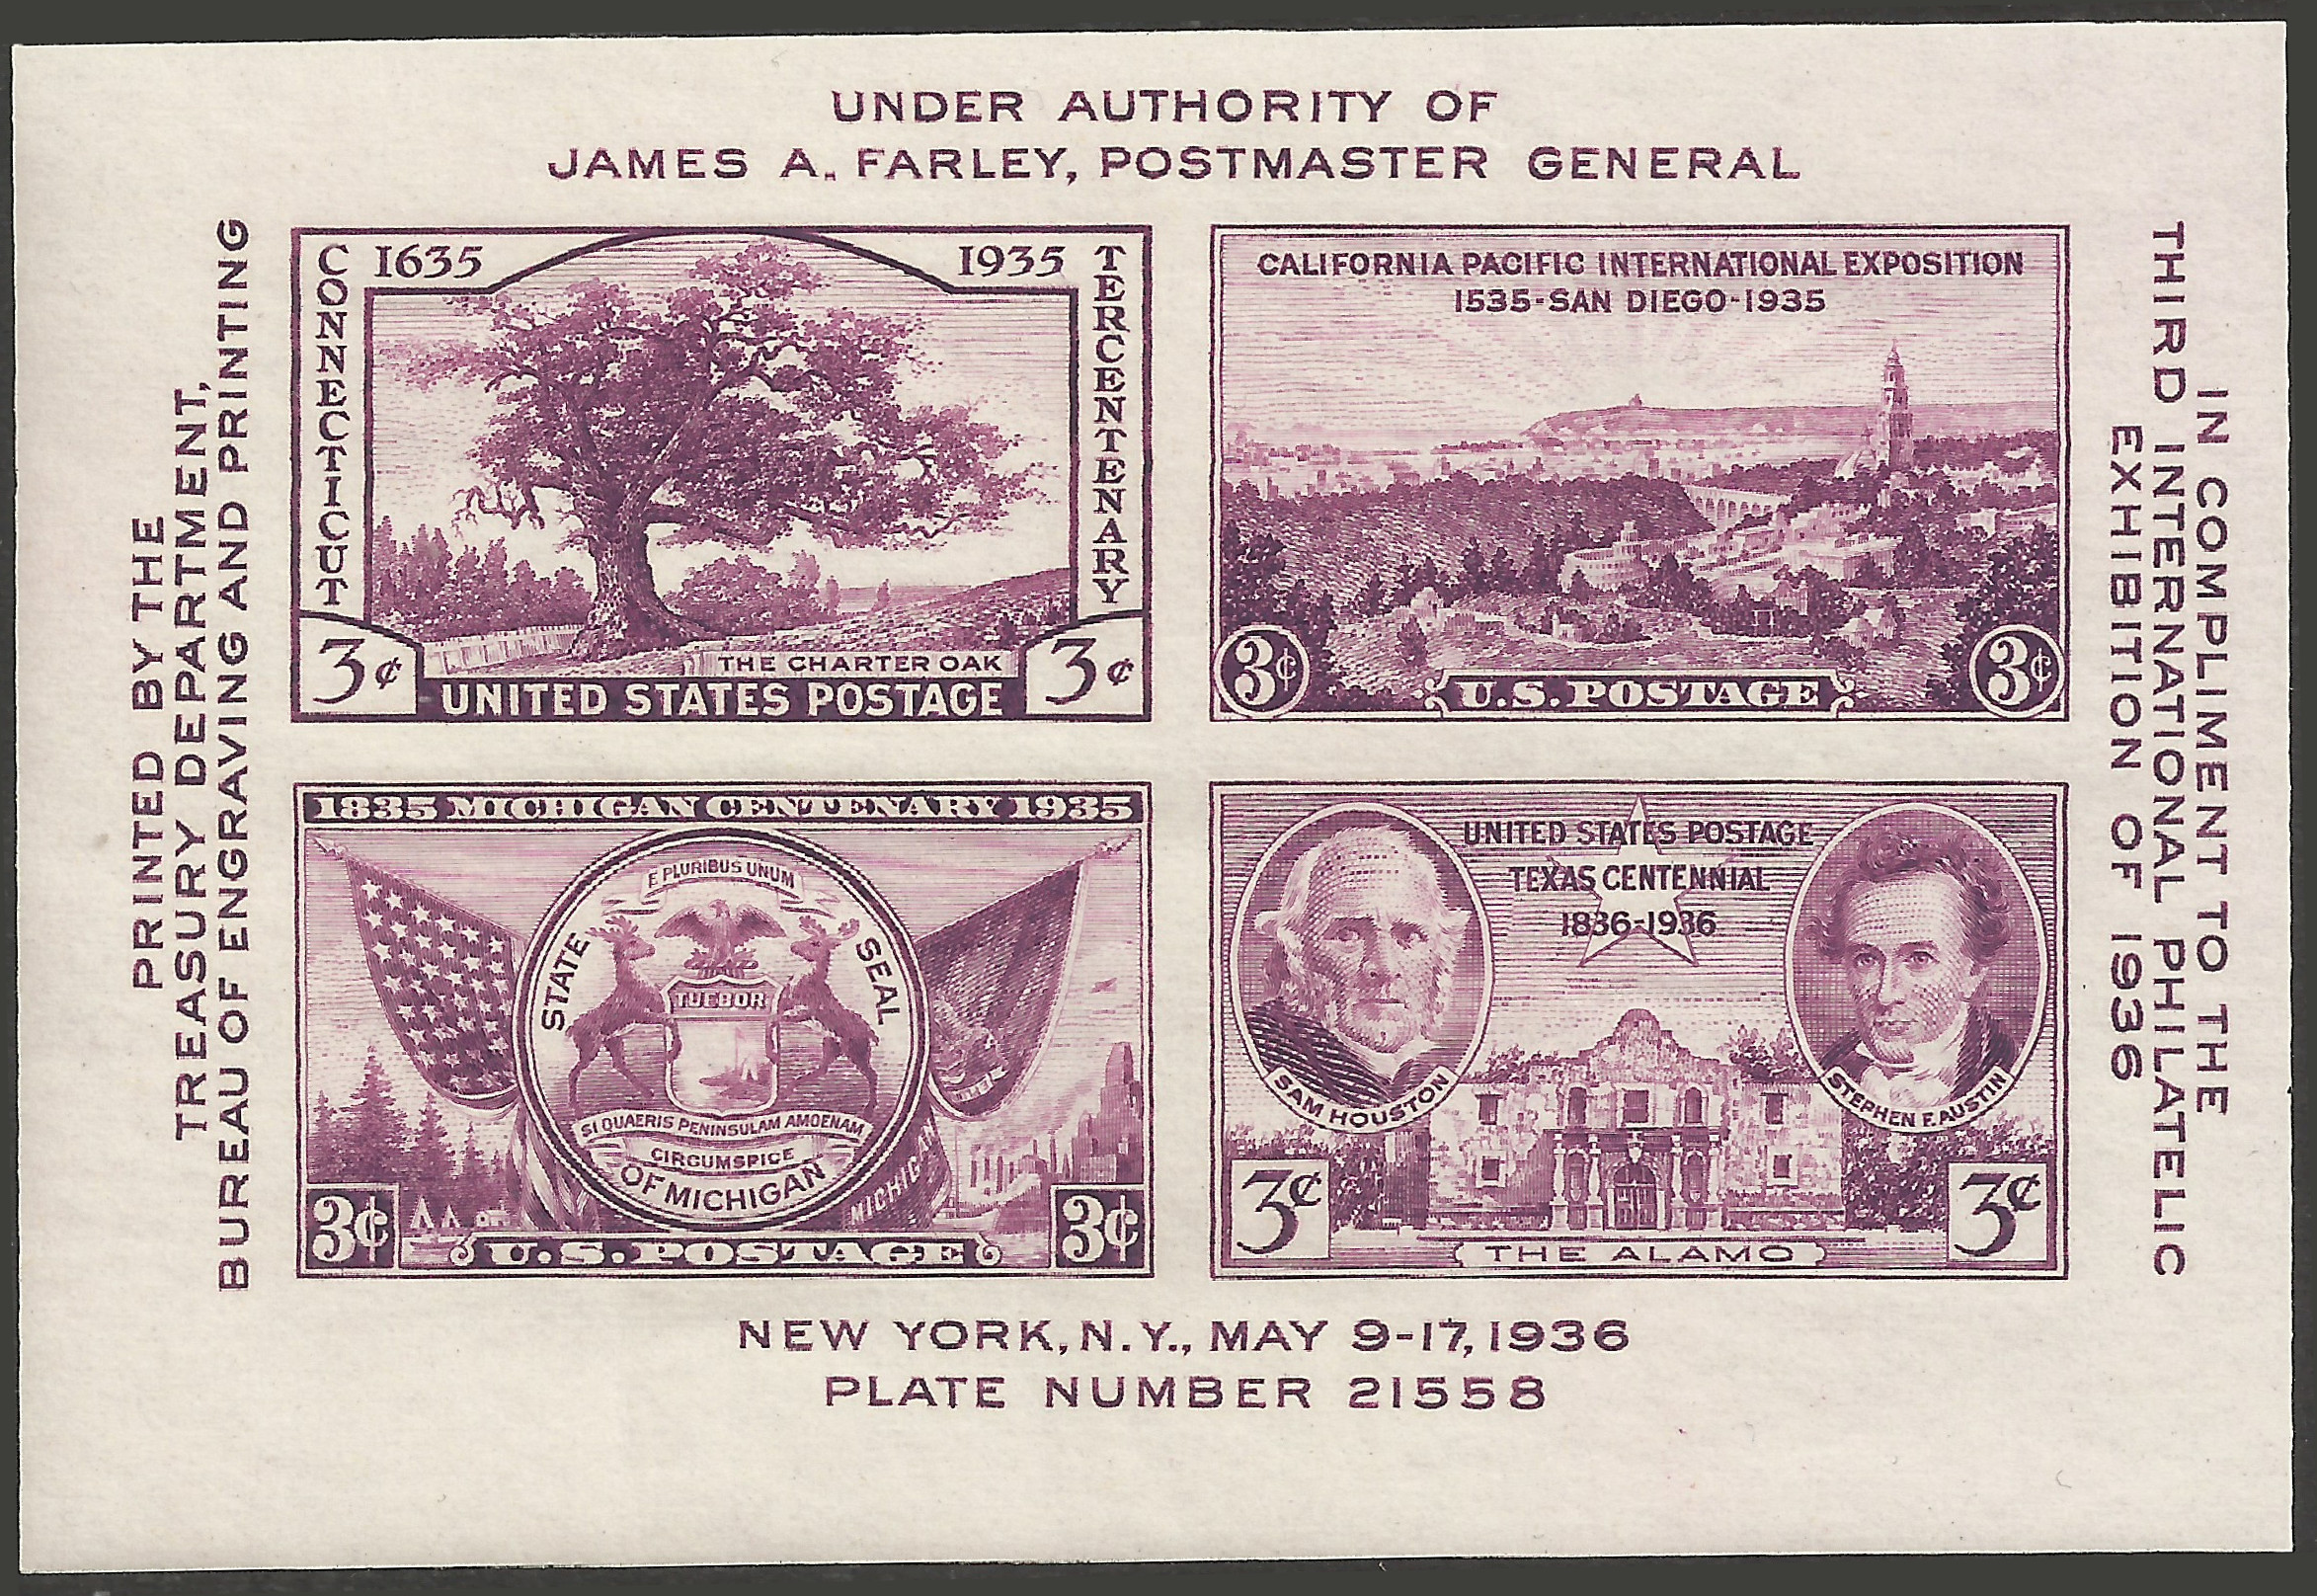 UNDER AUTHORITY OF
JAMES A. FARLEY, POSTMASTER GENERAL
PRINTED BY THE
TREASURY DEPARTMENT,
BUREAU OF ENGRAVING AND PRINTING
CONNECTICUT
1635
1935
TERCENTENARY
THE CHARTER OAK
3¢
UNITED STATES POSTAGE
3¢
CALIFORNIA PACIFIC INTERNATIONAL EXPOSITION
1535-SAN DIEGO-1935
3¢
U.S. POSTAGE
3¢
1835 MICHIGAN CENTENARY 1935
E PLURIBUS UNUM
STATE
SEAL
TUEBOR
SI QUAERIS PENINSULAM AMOENAM
CIRCUMSPICE
OF MICHIGAN
MICHIGAN
3¢
U.S. POSTAGE
3¢
UNITED STATES POSTAGE
TEXAS CENTENNIAL
1836-1936
SAM HOUSTON
STEPHEN F. AUSTIN
3¢
THE ALAMO
3¢
IN COMPLIMENT TO THE
THIRD INTERNATIONAL PHILATELIC
EXHIBITION OF 1936
NEW YORK, N.Y., MAY 9-17, 1936
PLATE NUMBER 21558